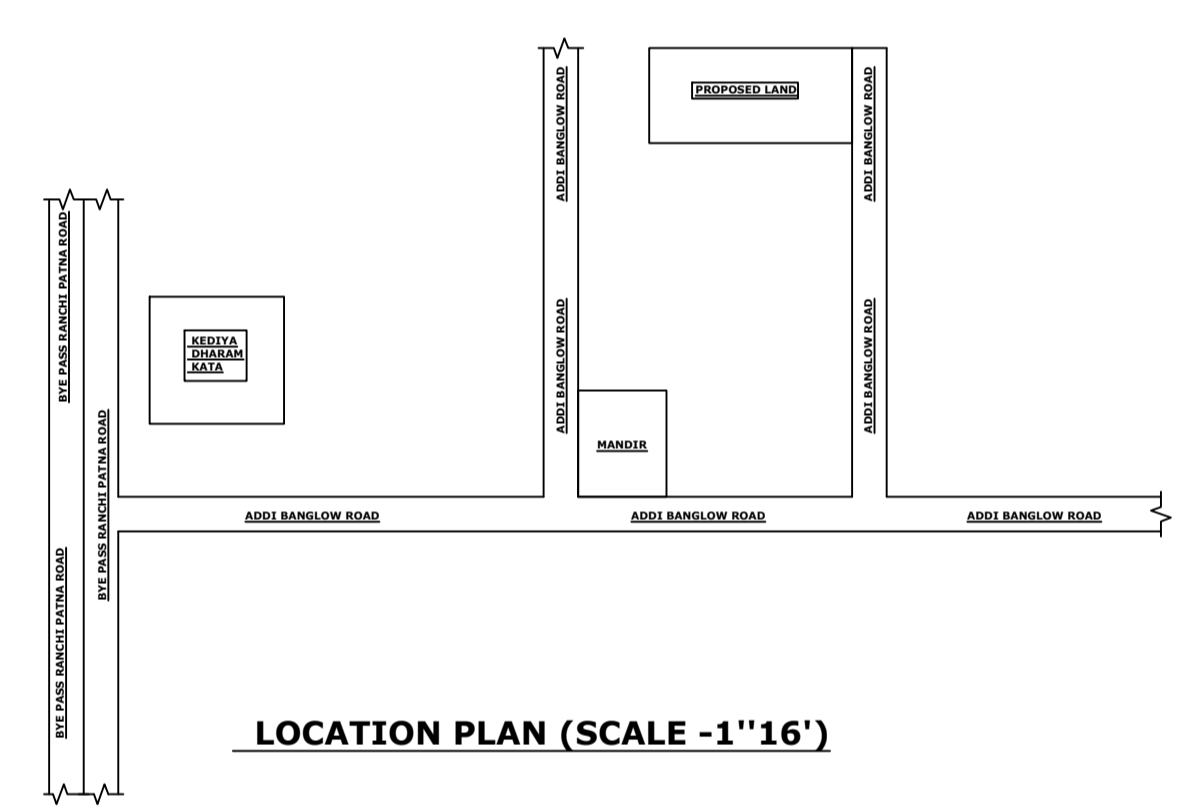 ADDI BANGLOW ROAD
PROPOSED LAND
ADDI BANGLOW ROAD
BYE PASS RANCHI PATNA ROAD
KEDIYA
DHARAM
KATA
ADDI BANGLOW ROAD
ADDI BANGLOW ROAD
BYE PASS RANCHI PATNA ROAD
MANDIR
ADDI BANGLOW ROAD
ADDI BANGLOW ROAD
ADDI BANGLOW ROAD
BYE PASS RANCHI PATNA ROAD
LOCATION PLAN (SCALE -1''16')